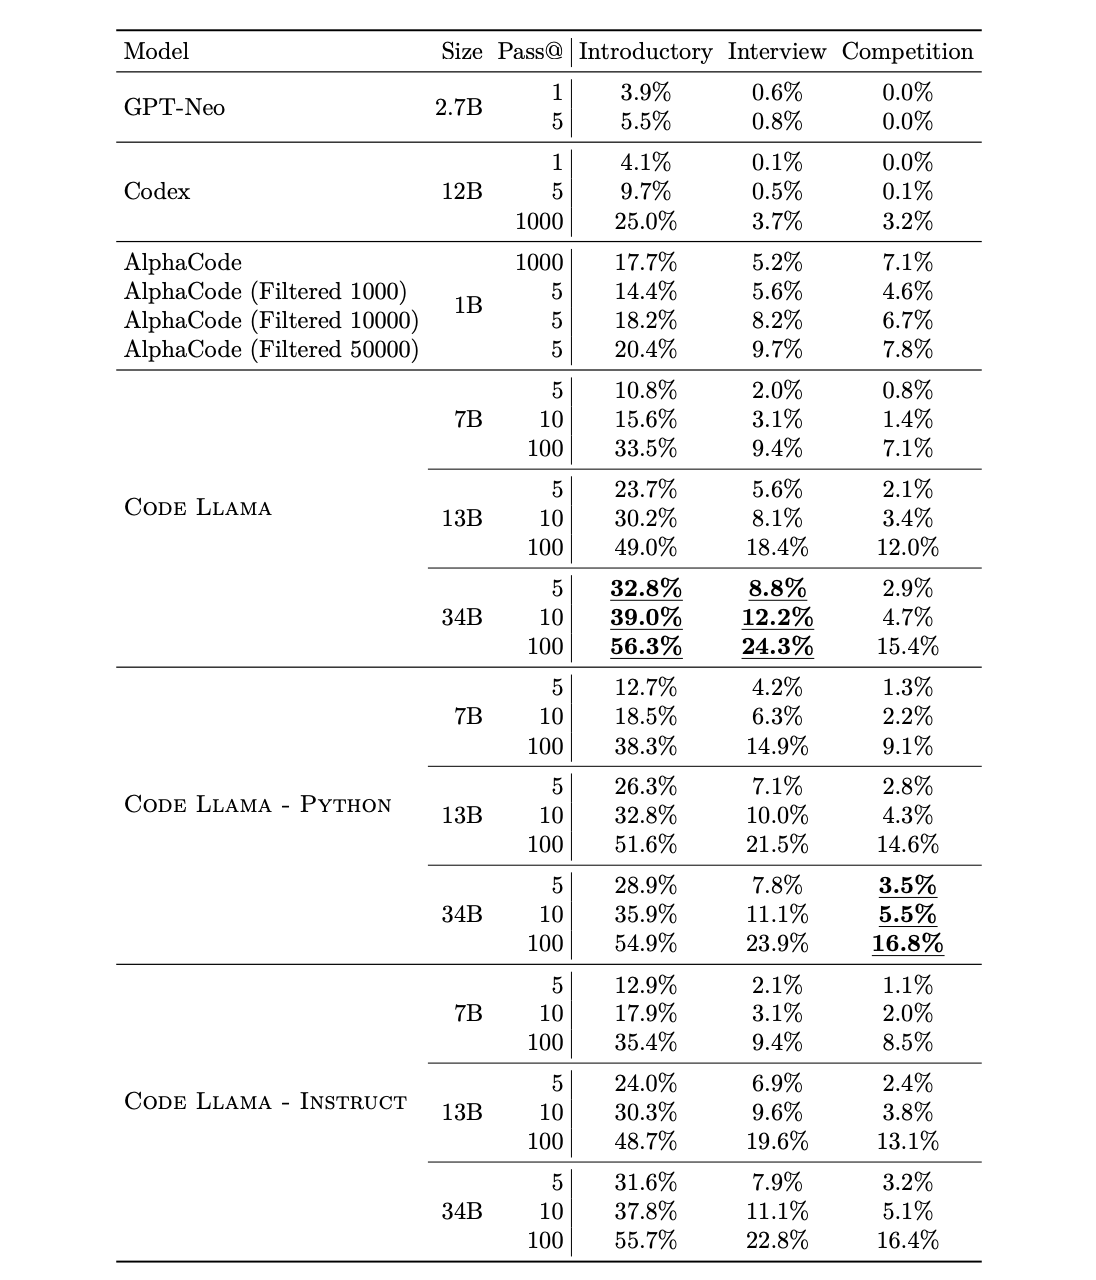 Model Size Pass@ Introductory Interview Competition
GPT-Neo 2.7B 1 3.9% 0.6% 0.0%
5 5.5% 0.8% 0.0%
Codex 12B 1 4.1% 0.1% 0.0%
5 9.7% 0.5% 0.1%
1000 25.0% 3.7% 3.2%
AlphaCode 1B 1000 17.7% 5.2% 7.1%
AlphaCode (Filtered 1000) 5 14.4% 5.6% 4.6%
AlphaCode (Filtered 10000) 5 18.2% 8.2% 6.7%
AlphaCode (Filtered 50000) 5 20.4% 9.7% 7.8%
Code Llama 7B 5 10.8% 2.0% 0.8%
10 15.6% 3.1% 1.4%
100 33.5% 9.4% 7.1%
13B 5 23.7% 5.6% 2.1%
10 30.2% 8.1% 3.4%
100 49.0% 18.4% 12.0%
34B 5 32.8% 8.8% 2.9%
10 39.0% 12.2% 4.7%
100 56.3% 24.3% 15.4%
Code Llama - Python 7B 5 12.7% 4.2% 1.3%
10 18.5% 6.3% 2.2%
100 38.3% 14.9% 9.1%
13B 5 26.3% 7.1% 2.8%
10 32.8% 10.0% 4.3%
100 51.6% 21.5% 14.6%
34B 5 28.9% 7.8% 3.5%
10 35.9% 11.1% 5.5%
100 54.9% 23.9% 16.8%
Code Llama - Instruct 7B 5 12.9% 2.1% 1.1%
10 17.9% 3.1% 2.0%
100 35.4% 9.4% 8.5%
13B 5 24.0% 6.9% 2.4%
10 30.3% 9.6% 3.8%
100 48.7% 19.6% 13.1%
34B 5 31.6% 7.9% 3.2%
10 37.8% 11.1% 5.1%
100 55.7% 22.8% 16.4%